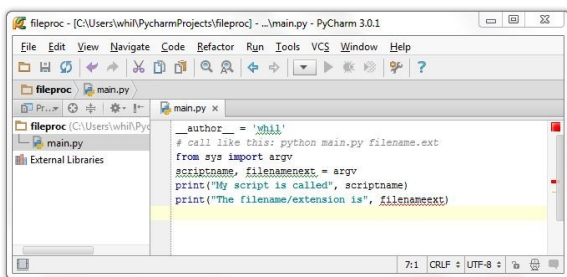 fileproc - [C:\Users\whil\PycharmProjects\fileproc] - ...\main.py - PyCharm 3.0.1
File Edit View Navigate Code Refactor Run Tools VCS Window Help
fileproc main.py
Pr...
main.py
fileproc (C:\Users\whil\Pyc
main.py
External Libraries
__author__ = 'whil'
# call like this: python main.py filename.ext
from sys import argv
scriptname, filenamenext = argv
print("My script is called", scriptname)
print("The filename/extension is", filenameext)
7:1 CRLF UTF-8